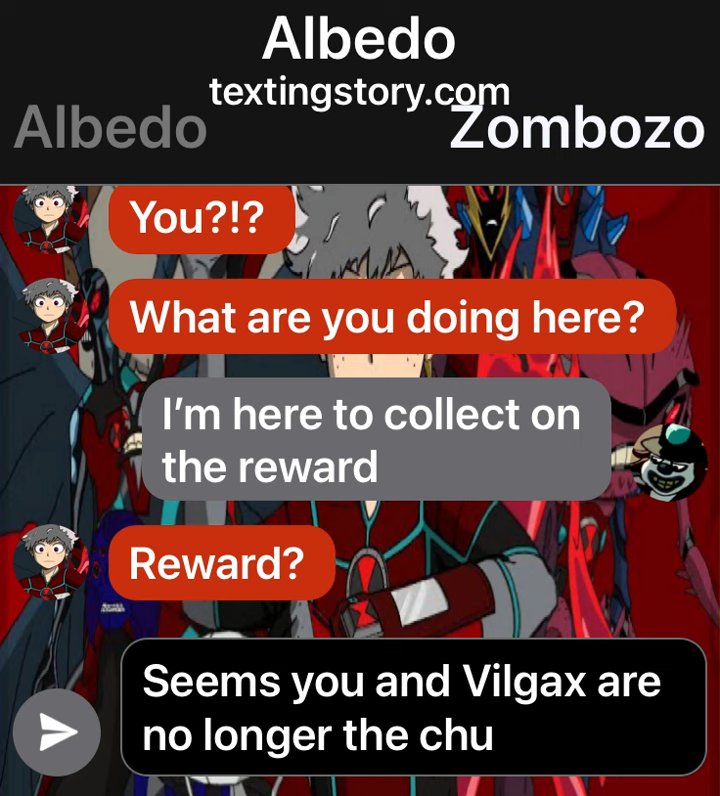 Albedo
textingstory.com
Albedo
Zombozo
You?!?
What are you doing here?
I'm here to collect on
the reward
Reward?
Seems you and Vilgax are
no longer the chu